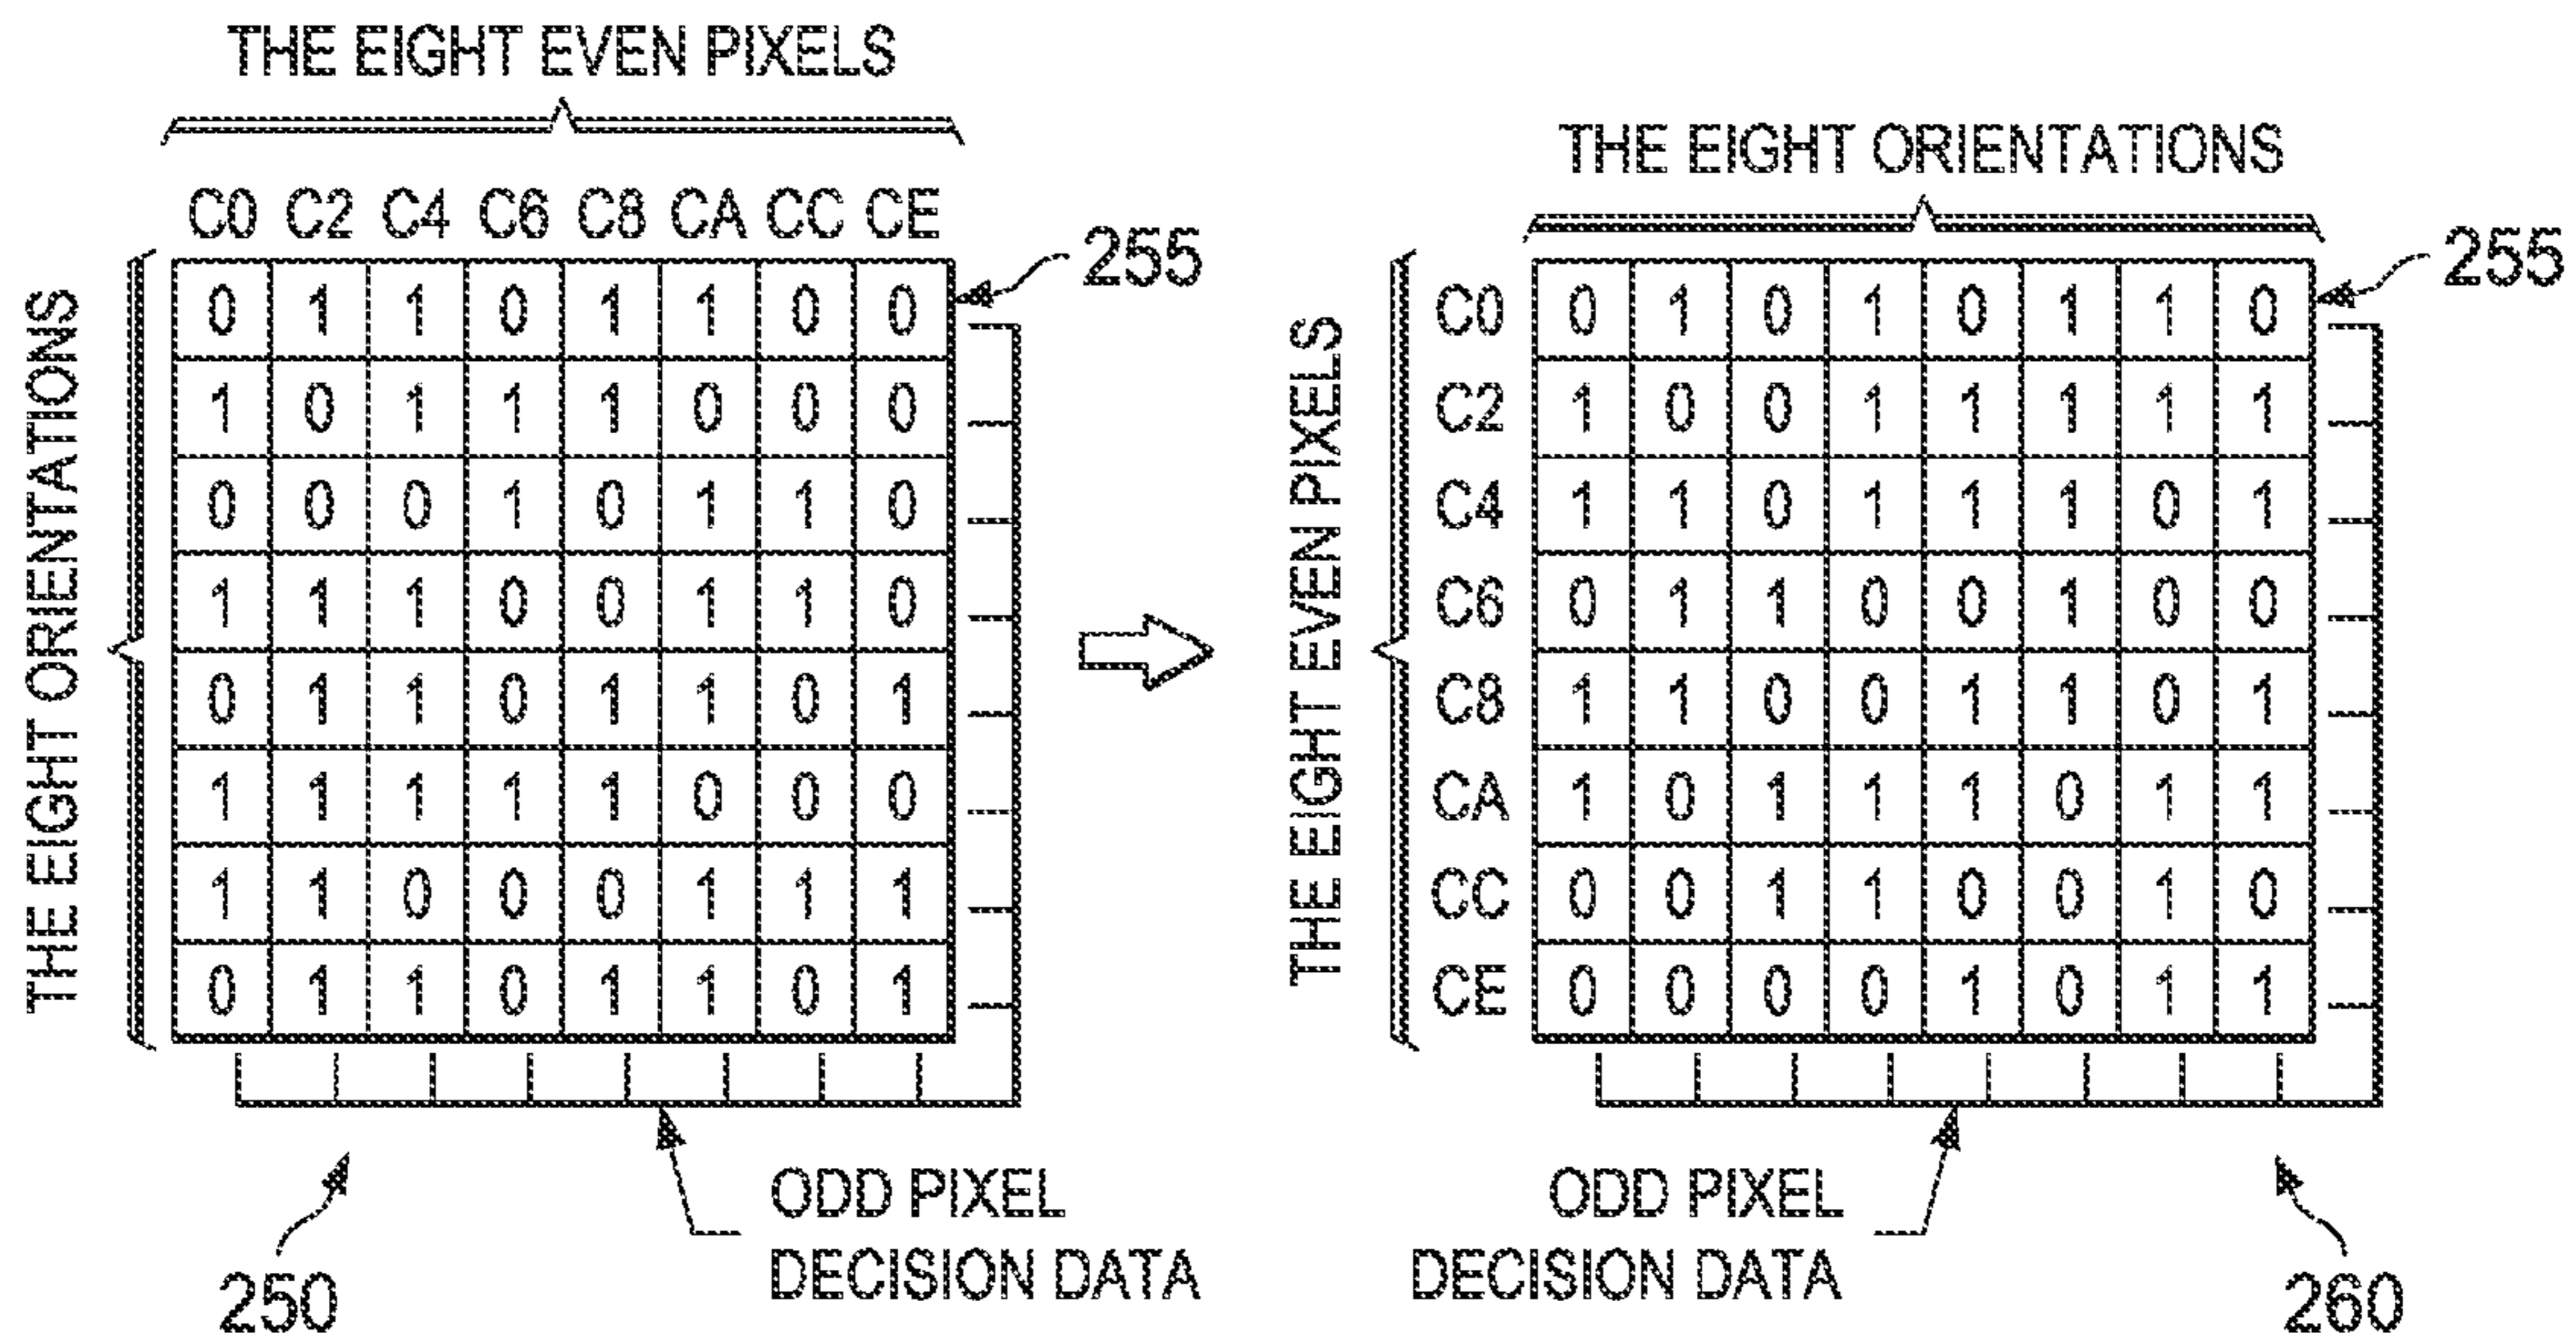 THE EIGHT EVEN PIXELS
C0 C2 C4 C6 C8 CA CC CE
255
THE EIGHT ORIENTATIONS
0 1 1 0 1 1 0 0
1 0 1 1 1 0 0 0
0 0 0 1 0 1 1 0
1 1 1 0 0 1 1 0
0 1 1 0 1 1 0 1
1 1 1 1 1 0 0 0
1 1 0 0 0 1 1 1
0 1 1 0 1 1 0 1
ODD PIXEL
DECISION DATA
250
THE EIGHT ORIENTATIONS
255
THE EIGHT EVEN PIXELS
C0 0 1 0 1 0 1 1 0
C2 1 0 0 1 1 1 1 1
C4 1 1 0 1 1 1 0 1
C6 0 1 1 0 0 1 0 0
C8 1 1 0 0 1 1 0 1
CA 1 0 1 1 1 0 1 1
CC 0 0 1 1 0 0 1 0
CE 0 0 0 0 1 0 1 1
ODD PIXEL
DECISION DATA
260